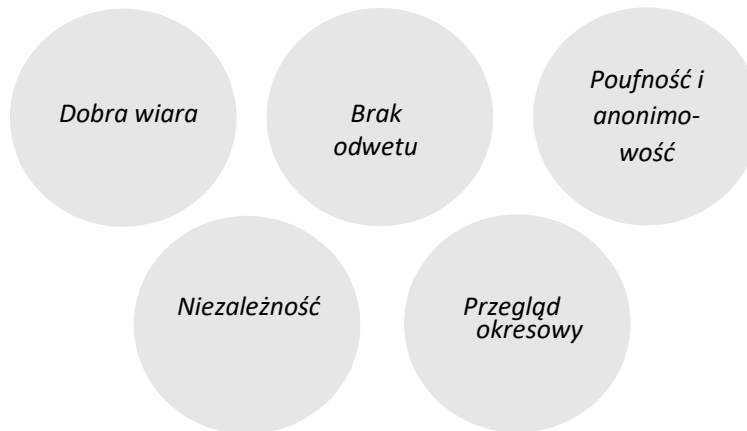 Dobra wiara
Brak
odwetu
Poufność i
anonimo-
wość
Niezależność
Przegląd
okresowy